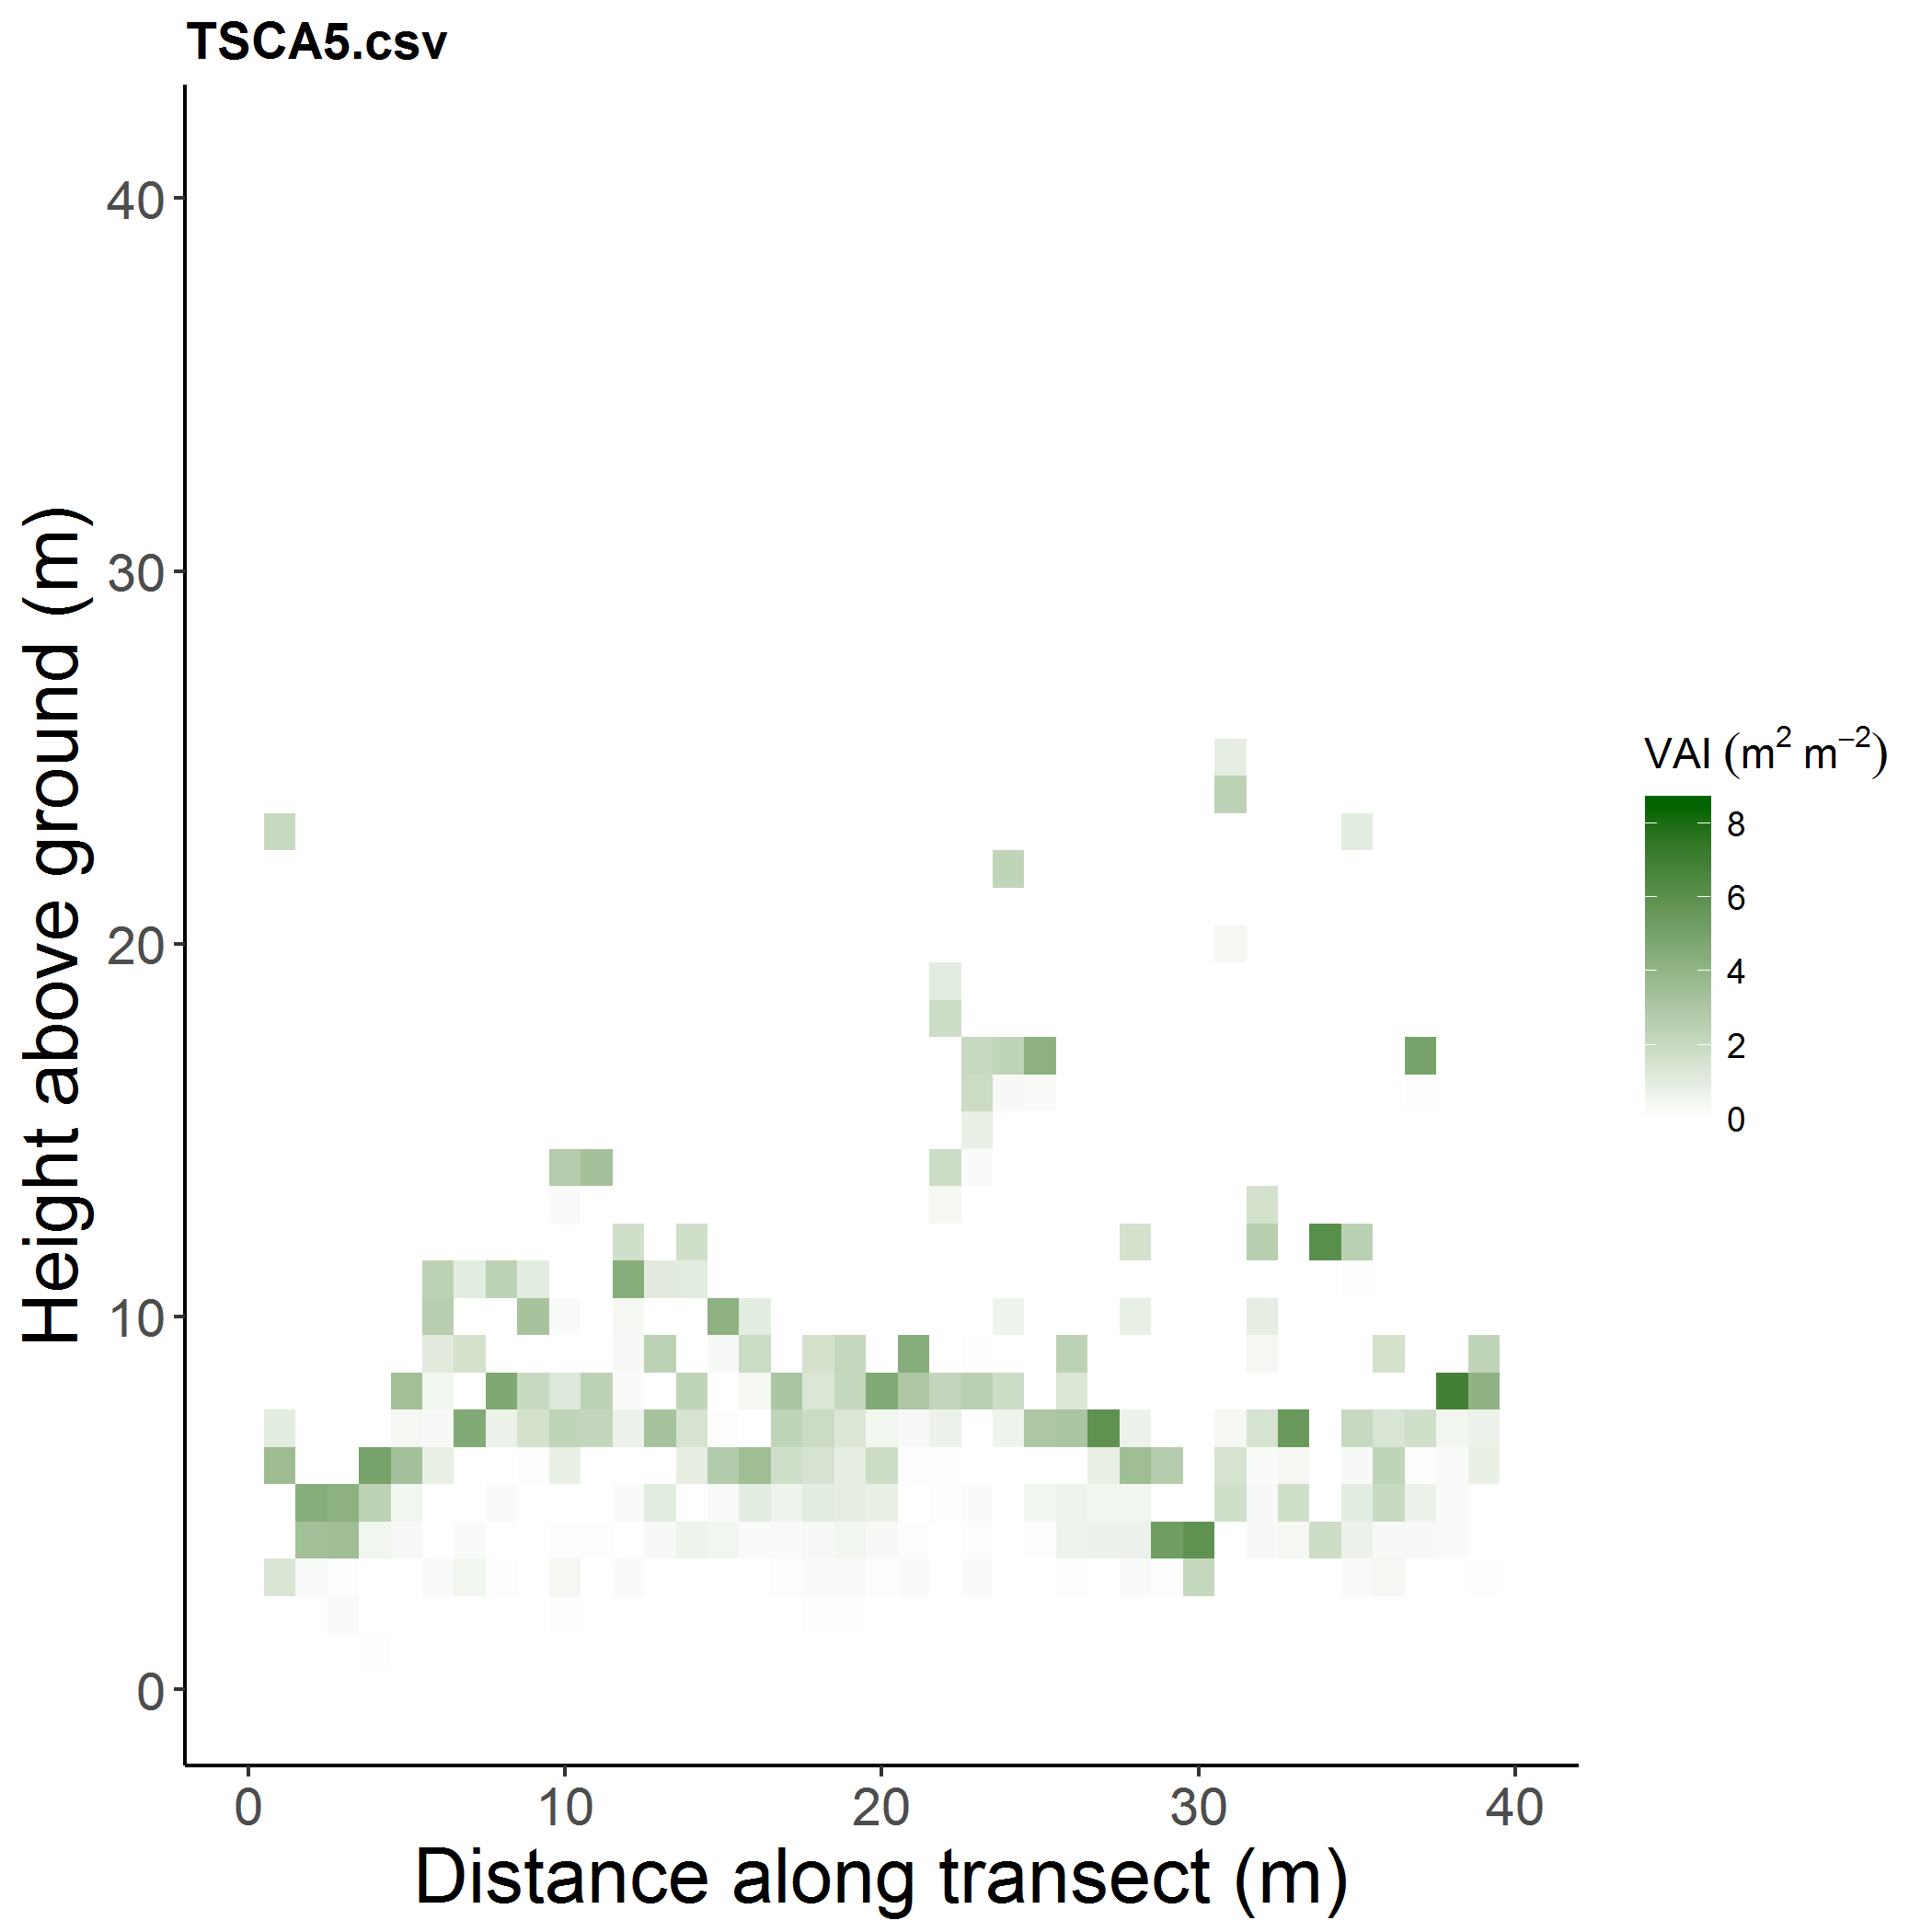 TSCA5.csv
Height above ground (m)
40
30
20
10
0
0 10 20 30 40
Distance along transect (m)
VAI (m² m⁻²)
8
6
4
2
0